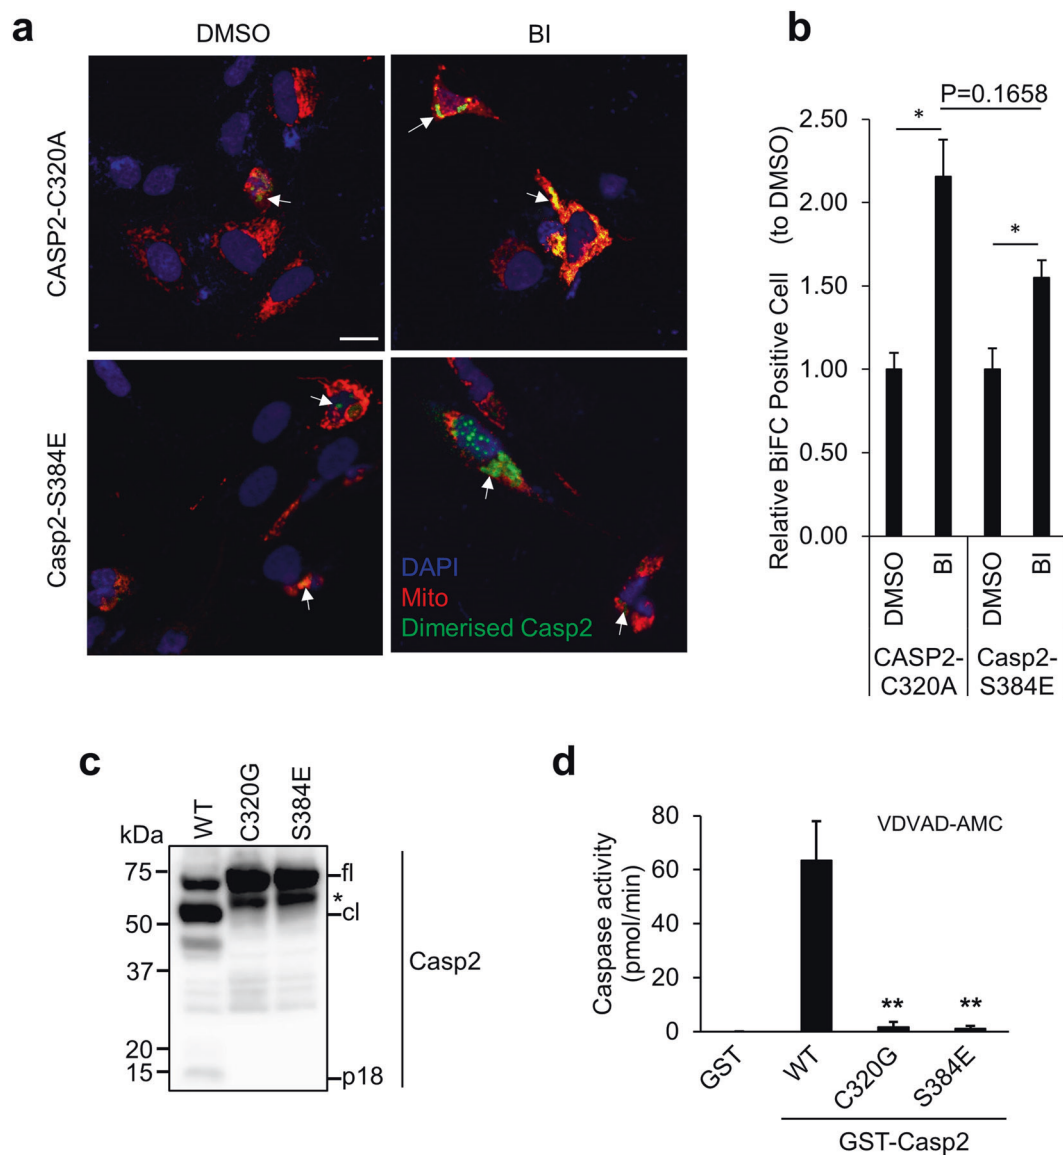 a
DMSO
BI
CASP2-C320A
Casp2-S384E
DAPI
Mito
Dimerised Casp2
b
P=0.1658
*
*
Relative BiFC Positive Cell (to DMSO)
2.50
2.00
1.50
1.00
0.50
0.00
DMSO
BI
DMSO
BI
CASP2-
C320A
Casp2-
S384E
c
kDa
WT
C320G
S384E
75
50
37
20
15
fl
*
cl
p18
Casp2
d
VDVAD-AMC
Caspase activity
(pmol/min)
80
60
40
20
0
**
**
GST
WT
C320G
S384E
GST-Casp2